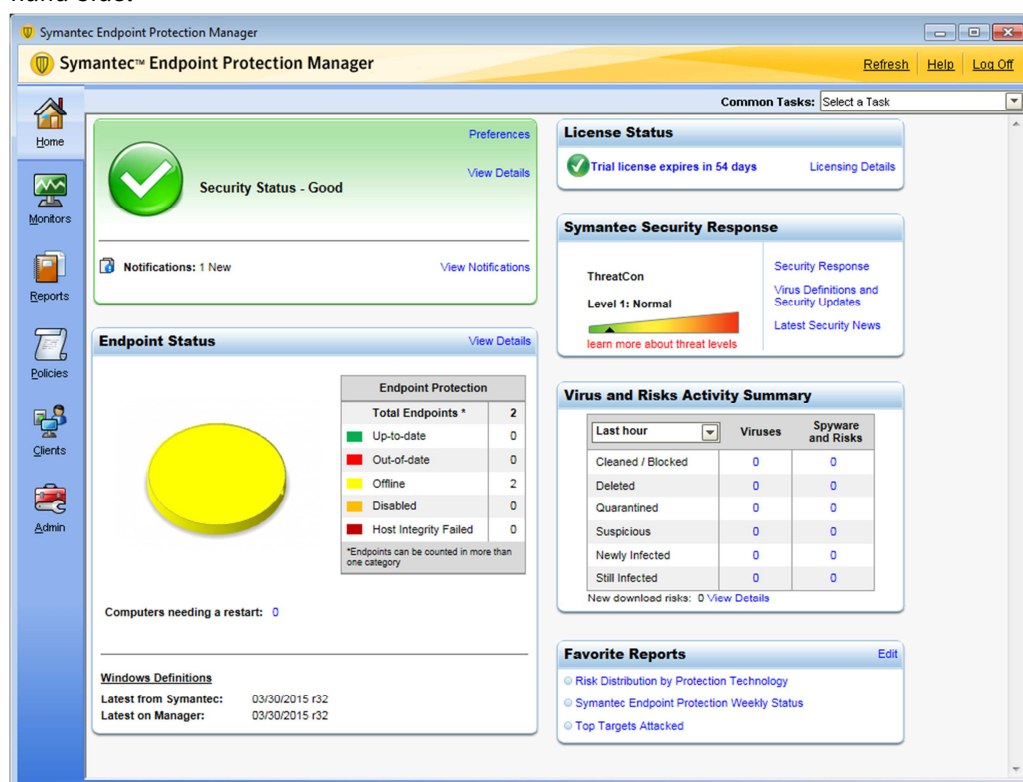 Symantec Endpoint Protection Manager
Symantec™ Endpoint Protection Manager
Refresh
Help
Log Off
Common Tasks: Select a Task
Home
Monitors
Reports
Policies
Clients
Admin
Preferences
Security Status - Good
View Details
Notifications: 1 New
View Notifications
Endpoint Status
View Details
Endpoint Protection
Total Endpoints * 2
Up-to-date 0
Out-of-date 0
Offline 2
Disabled 0
Host Integrity Failed 0
*Endpoints can be counted in more than
one category
Computers needing a restart: 0
Windows Definitions
Latest from Symantec: 03/30/2015 r32
Latest on Manager: 03/30/2015 r32
License Status
Trial license expires in 54 days
Licensing Details
Symantec Security Response
ThreatCon
Level 1: Normal
learn more about threat levels
Security Response
Virus Definitions and
Security Updates
Latest Security News
Virus and Risks Activity Summary
Last hour Viruses Spyware
and Risks
Cleaned / Blocked 0 0
Deleted 0 0
Quarantined 0 0
Suspicious 0 0
Newly Infected 0 0
Still Infected 0 0
New download risks: 0 View Details
Favorite Reports
Edit
Risk Distribution by Protection Technology
Symantec Endpoint Protection Weekly Status
Top Targets Attacked